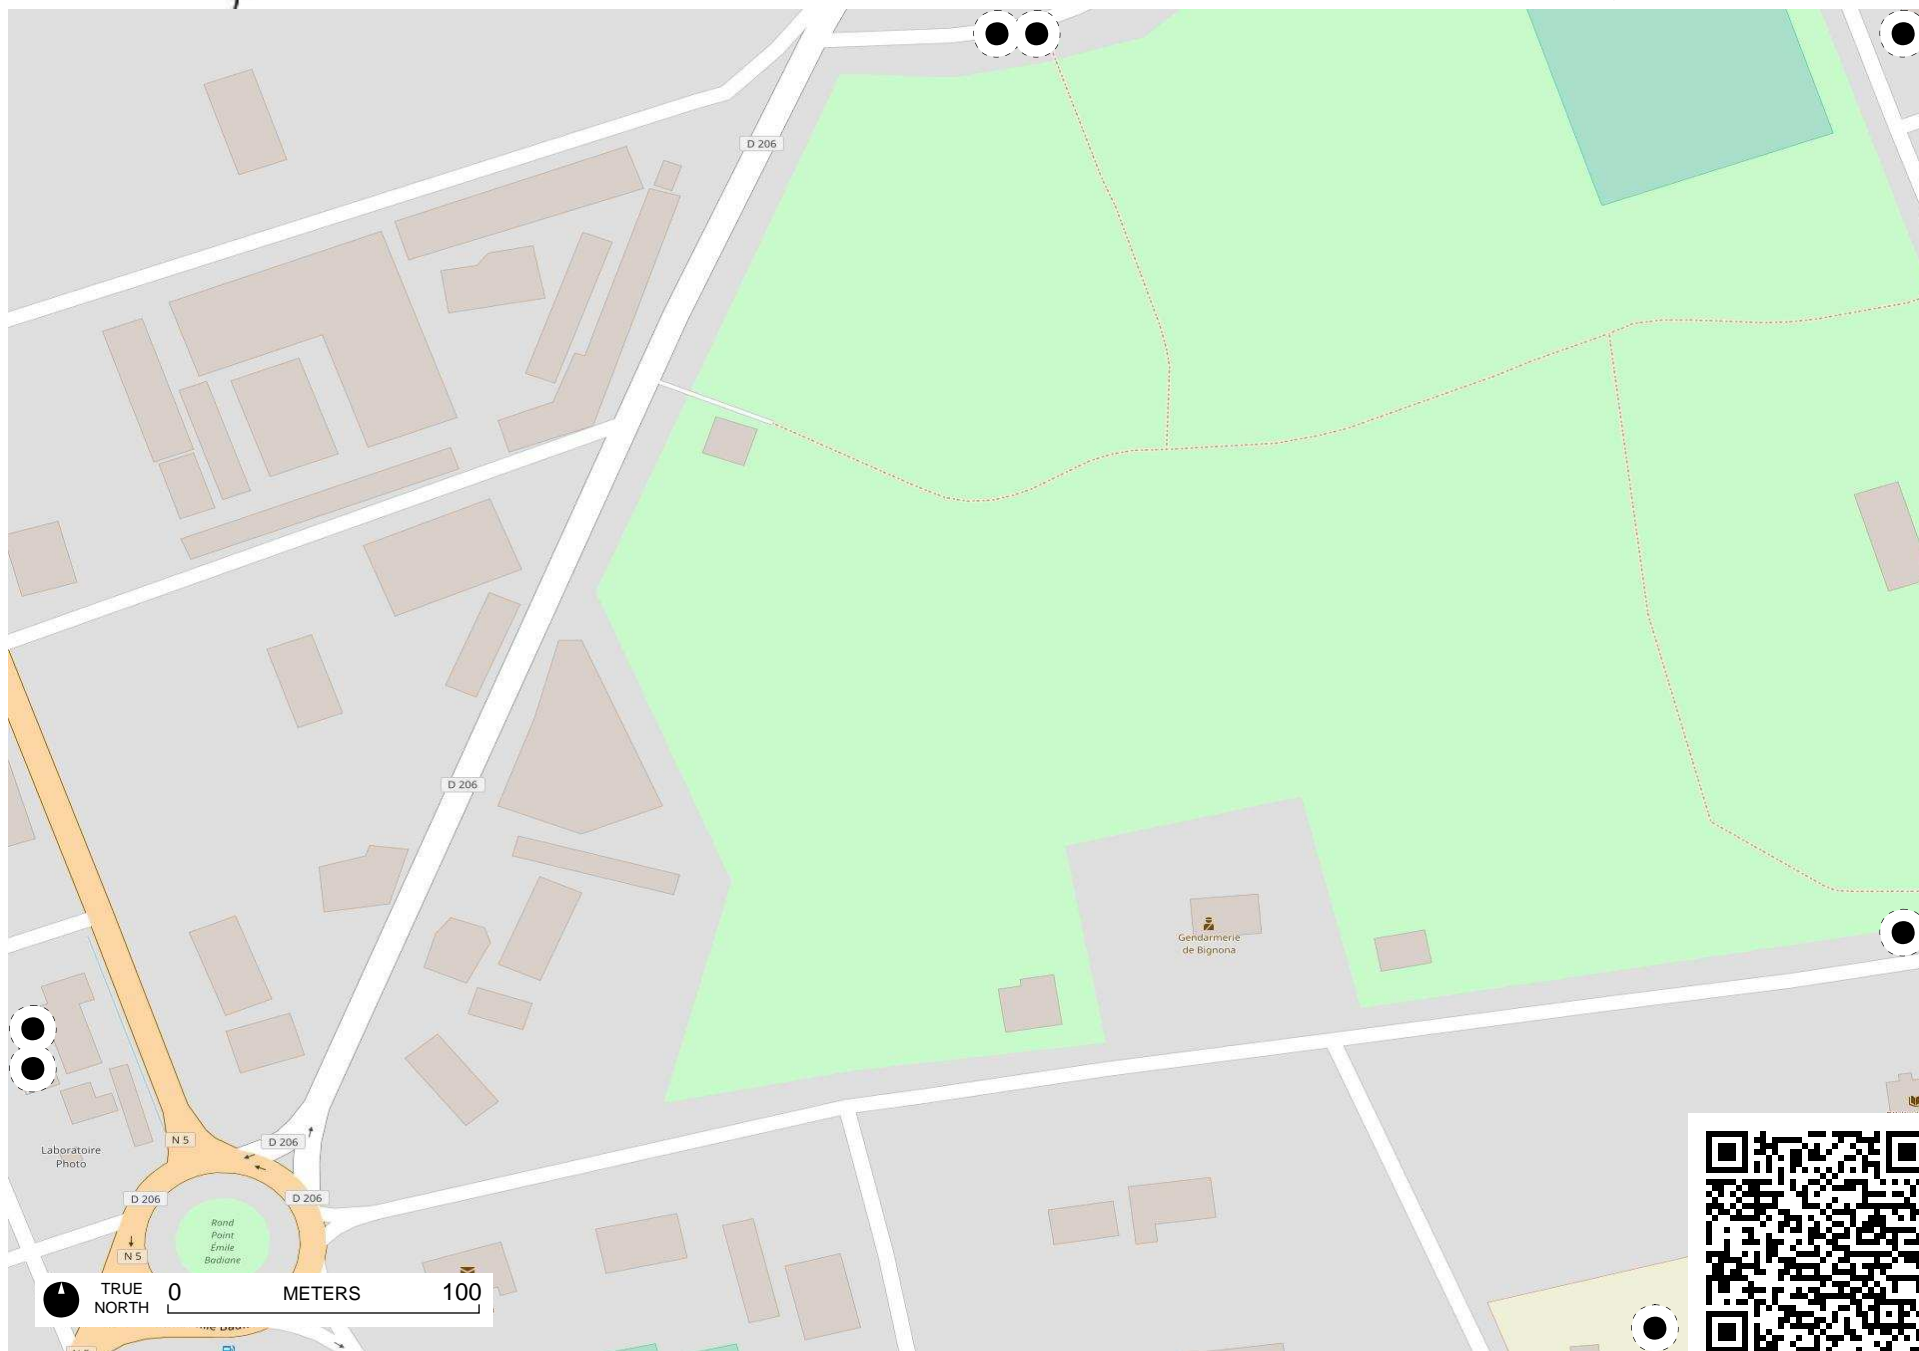 D 206
D 206
Gendarmerie
de Bignona
N 5
D 206
Laboratoire
Photo
D 206
D 206
Rond
Point
Émile
Badiane
N 5
TRUE
NORTH
0
METERS
100